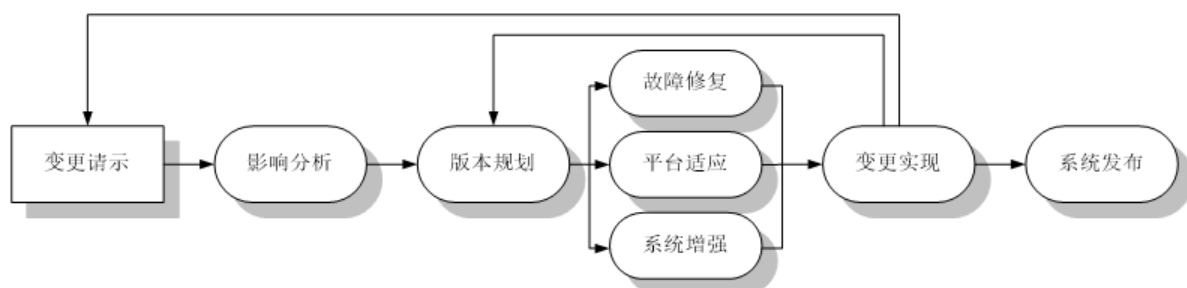 变更请示
影响分析
版本规划
故障修复
平台适应
系统增强
变更实现
系统发布